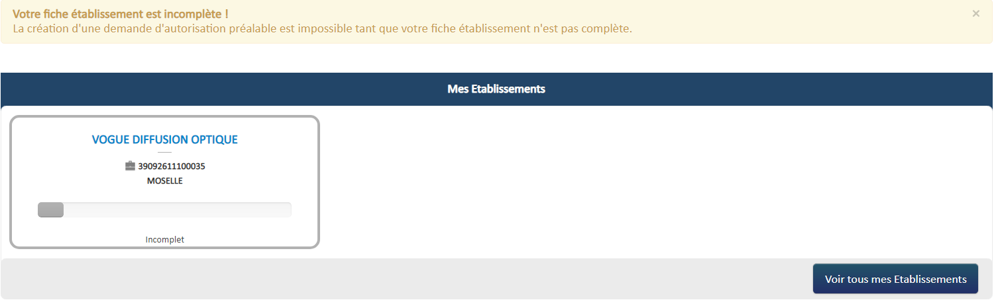 Votre fiche établissement est incomplète !
×
La création d'une demande d'autorisation préalable est impossible tant que votre fiche établissement n'est pas complète.
Mes Etablissements
VOGUE DIFFUSION OPTIQUE
39092611100035
MOSELLE
Incomplet
Voir tous mes Etablissements